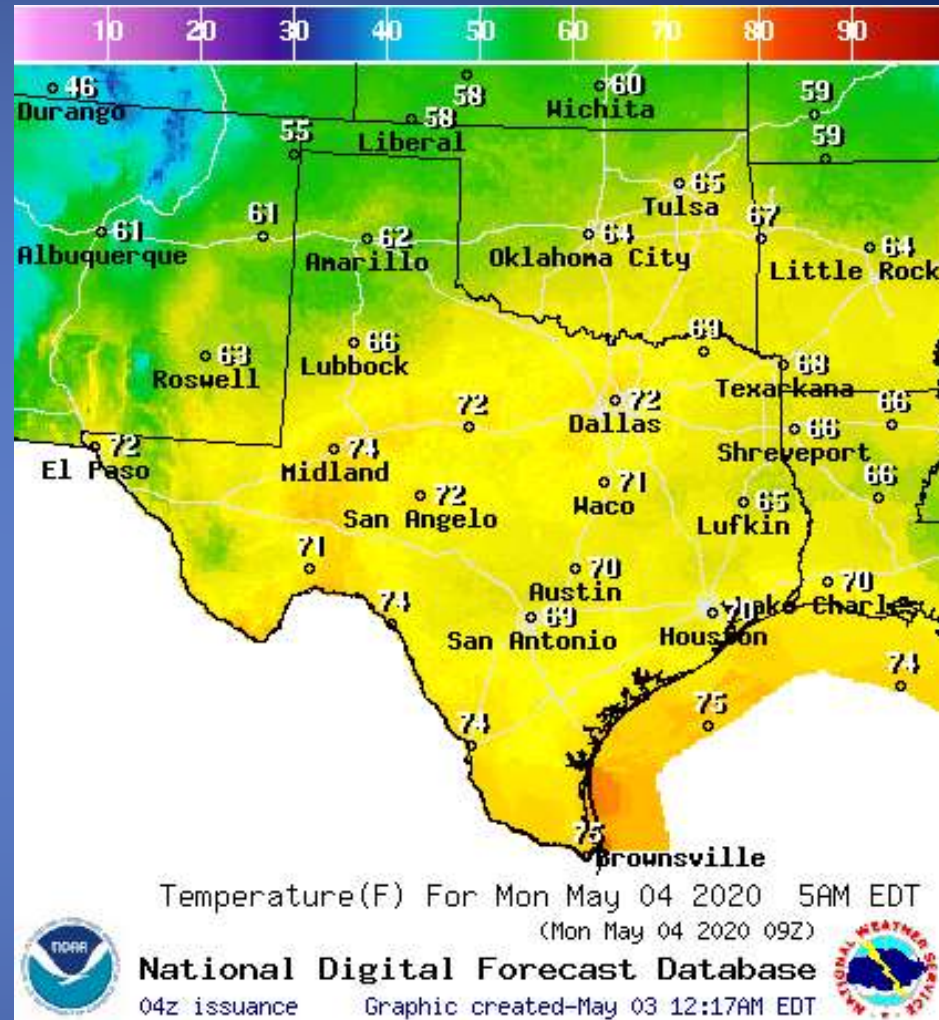 10 20 30 40 50 60 70 80 90
46
Durango
58
58
Liberal
60
Wichita
59
59
55
65
Tulsa
61
Albuquerque
61
62
Amarillo
64
Oklahoma City
67
64
Little Rock
63
Roswell
66
Lubbock
69
68
Texarkana
72
El Paso
74
Midland
72
72
Dallas
66
Shreveport
66
72
San Angelo
71
Waco
65
Lufkin
66
71
70
Austin
70
Lake Charles
74
69
San Antonio
70
Houston
74
75
74
75
Brownsville
Temperature(F) For Mon May 04 2020 5AM EDT
(Mon May 04 2020 09Z)
NOAA
NATIONAL WEATHER SERVICE
National Digital Forecast Database
04z issuance Graphic created-May 03 12:17AM EDT